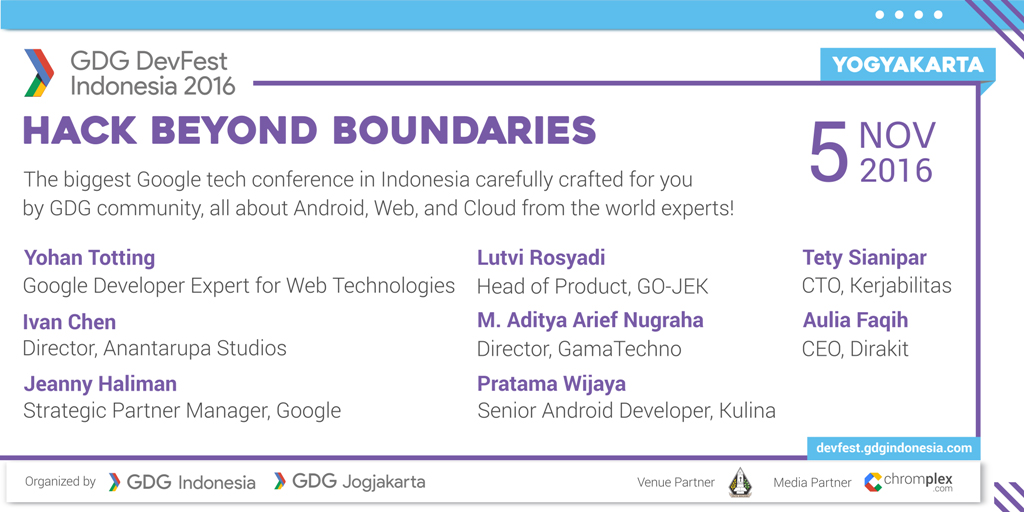 GDG DevFest
Indonesia 2016
YOGYAKARTA
HACK BEYOND BOUNDARIES
5 NOV
2016
The biggest Google tech conference in Indonesia carefully crafted for you
by GDG community, all about Android, Web, and Cloud from the world experts!
Yohan Totting
Google Developer Expert for Web Technologies
Ivan Chen
Director, Anantarupa Studios
Jeanny Haliman
Strategic Partner Manager, Google
Lutvi Rosyadi
Head of Product, GO-JEK
M. Aditya Arief Nugraha
Director, GamaTechno
Pratama Wijaya
Senior Android Developer, Kulina
Tety Sianipar
CTO, Kerjabilitas
Aulia Faqih
CEO, Dirakit
devfest.gdgindonesia.com
Organized by GDG Indonesia GDG Jogjakarta Venue Partner Media Partner chromplex
.com